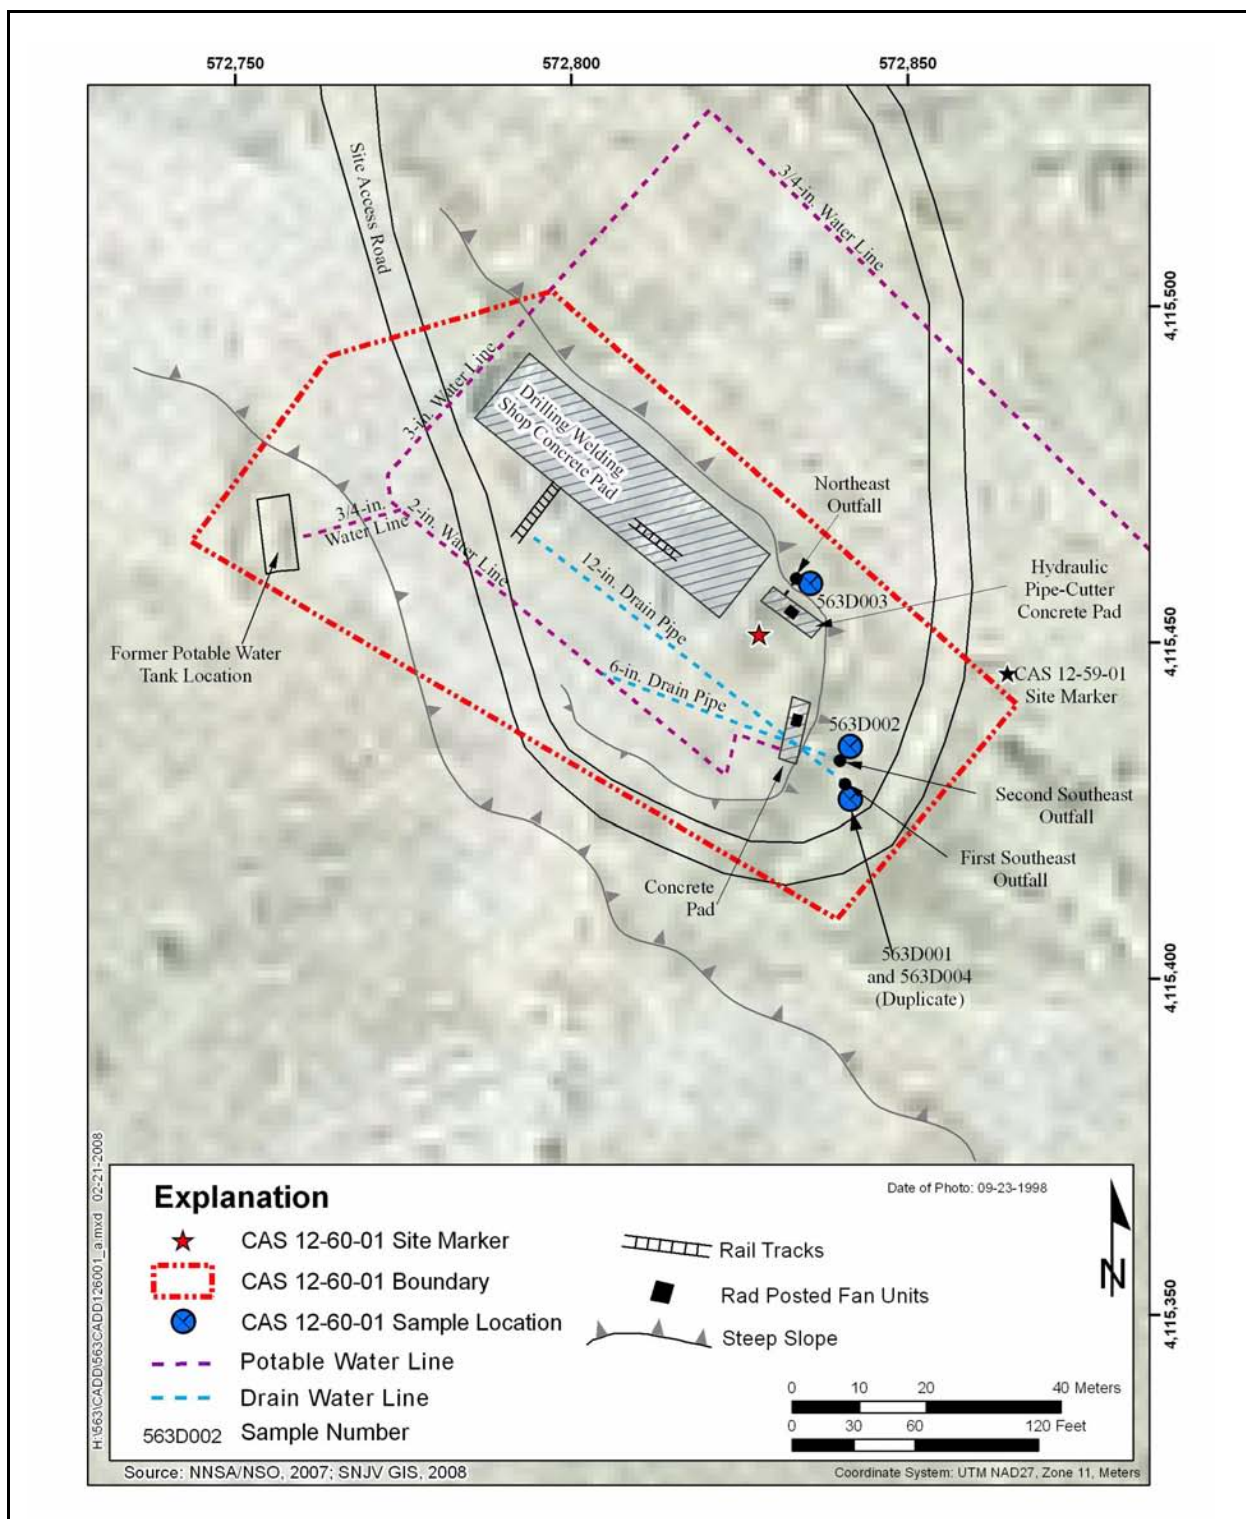 572,750
572,800
572,850
Site Access Road
3/4-in. Water Line
4,115,500
3-in. Water Line
Drilling/Welding
Shop Concrete Pad
Northeast
Outfall
3/4-in.
Water Line
2-in. Water Line
12-in. Drain Pipe
563D003
Hydraulic
Pipe-Cutter
Concrete Pad
4,115,450
Former Potable Water
Tank Location
6-in. Drain Pipe
CAS 12-59-01
Site Marker
563D002
Second Southeast
Outfall
First Southeast
Outfall
Concrete
Pad
563D001
and 563D004
(Duplicate)
4,115,400
H:\563\CADD\563CADD126001_a.mxd 02-21-2008
Explanation
Date of Photo: 09-23-1998
CAS 12-60-01 Site Marker
CAS 12-60-01 Boundary
CAS 12-60-01 Sample Location
Potable Water Line
Drain Water Line
563D002 Sample Number
Rail Tracks
Rad Posted Fan Units
Steep Slope
N
4,115,350
0 10 20 40 Meters
0 30 60 120 Feet
Source: NNSA/NSO, 2007; SNJV GIS, 2008
Coordinate System: UTM NAD27, Zone 11, Meters